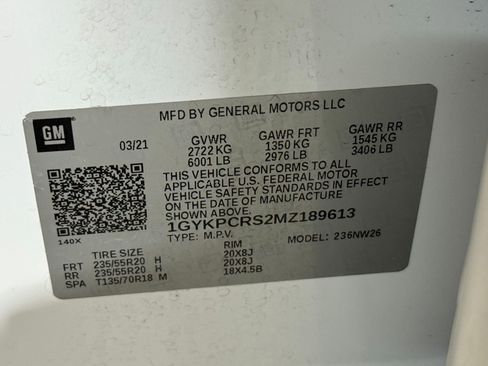 GM
MFD BY GENERAL MOTORS LLC
03/21 GVWR GAWR FRT GAWR RR
2722 KG 1350 KG 1545 KG
6001 LB 2976 LB 3406 LB
THIS VEHICLE CONFORMS TO ALL
APPLICABLE U.S. FEDERAL MOTOR
VEHICLE SAFETY STANDARDS IN EFFECT
ON THE DATE OF MANUFACTURE
SHOWN ABOVE.
1GYKPCRS2MZ189613
140X TYPE: M.P.V. MODEL: 236NW26
TIRE SIZE RIM
FRT 235/55R20 H 20X8J
RR 235/55R20 H 20X8J
SPA T135/70R18 M 18X4.5B